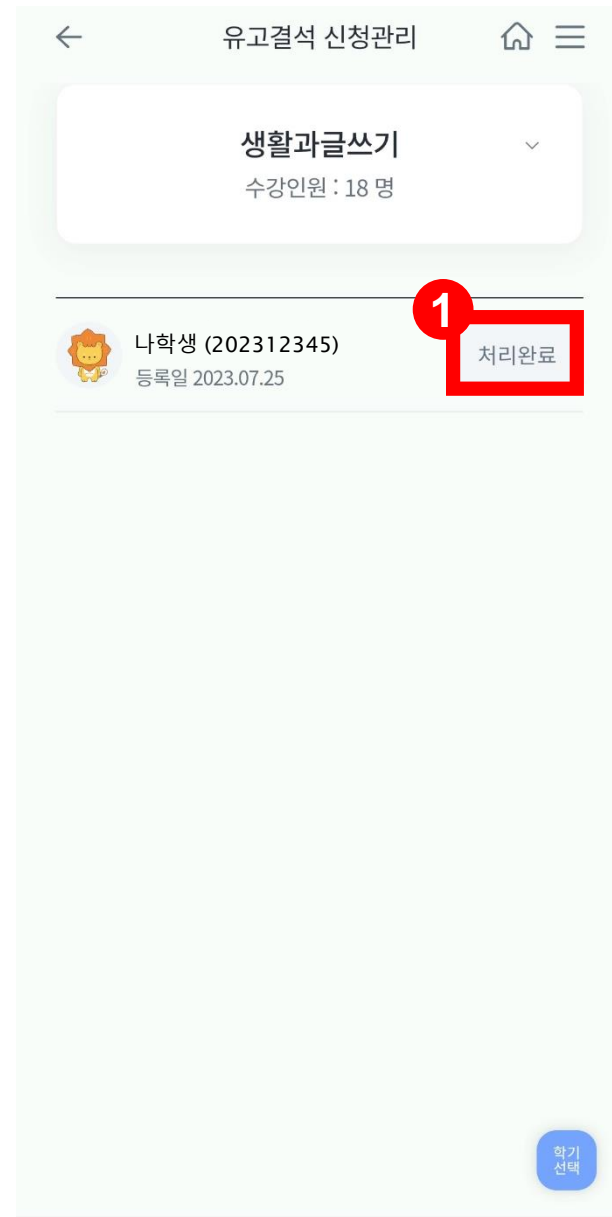 유고결석 신청관리
생활과글쓰기
수강인원 : 18 명
1
나학생 (202312345)
처리완료
등록일 2023.07.25
학기
선택